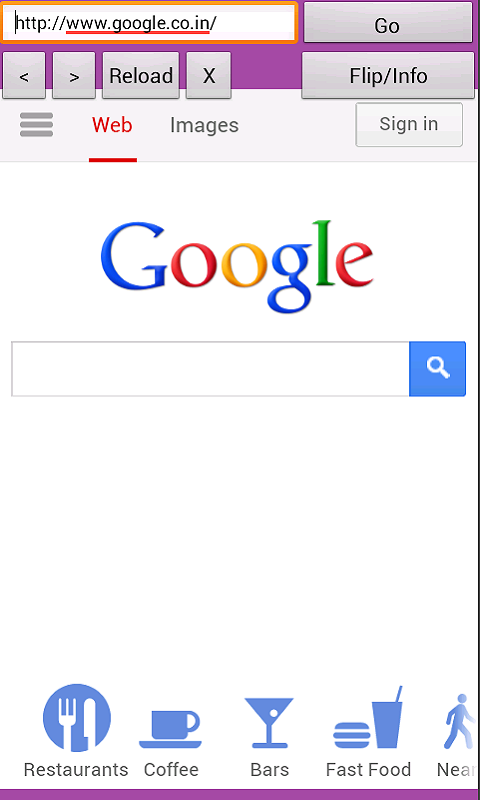 http://www.google.co.in/ Go
< > Reload X Flip/Info
Web Images Sign in
Google
Restaurants Coffee Bars Fast Food Near